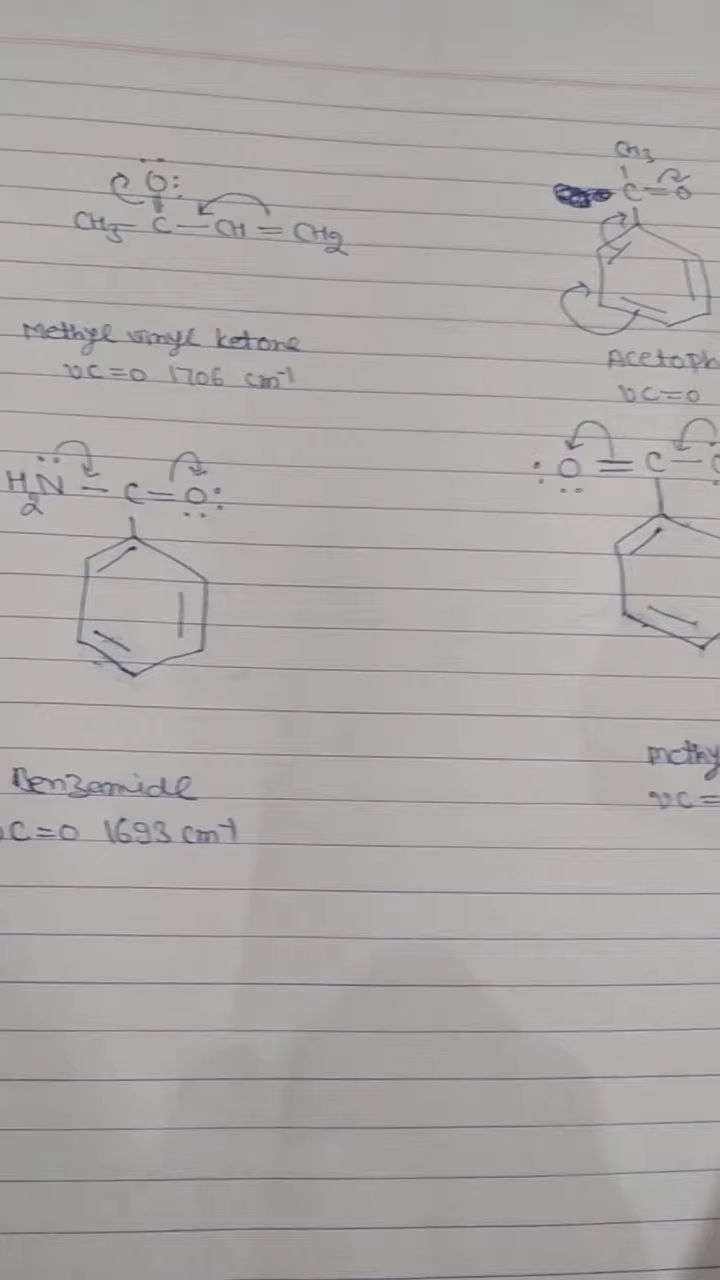 CH3
C=O
:O:
CH3-C-CH=CH2
Methyl vinyl ketone
νC=O 1706 cm-1
Acetoph
νC=O
H2N-C-O:
:O=C-
Benzamide
νC=O 1693 cm-1
methy
νC=